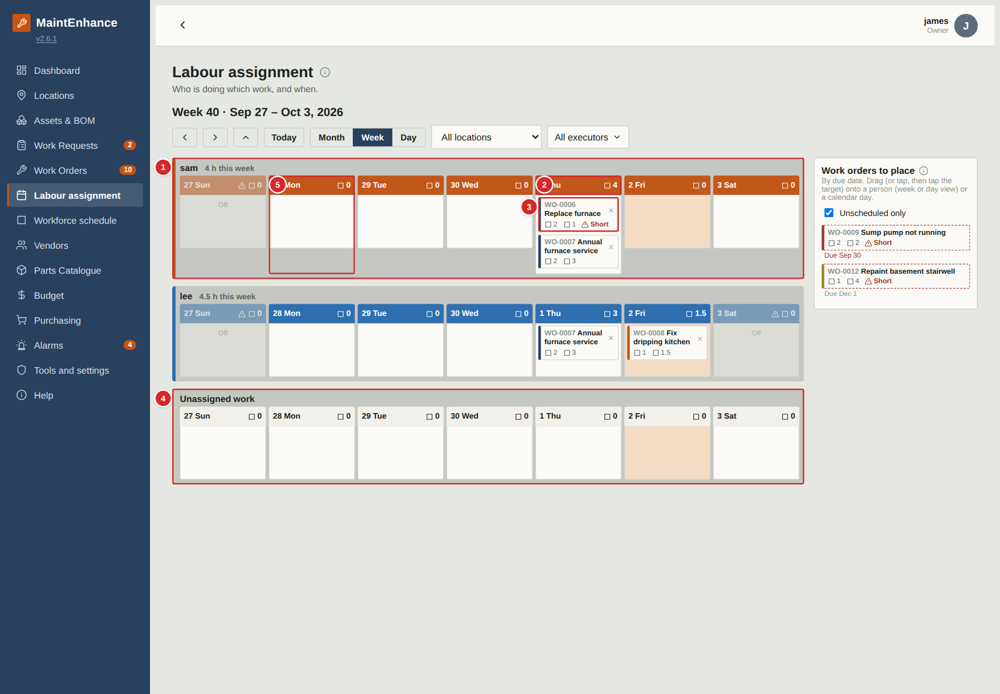 MaintEnhance
v2.6.1
Dashboard
Locations
Assets & BOM
Work Requests 2
Work Orders 10
Labour assignment
Workforce schedule
Vendors
Parts Catalogue
Budget
Purchasing
Alarms 4
Tools and settings
Help
james
Owner
J
Labour assignment
Who is doing which work, and when.
Week 40 · Sep 27 – Oct 3, 2026
Today Month Week Day All locations All executors
1
sam 4 h this week
27 Sun 0
5 Mon 0
29 Tue 0
30 Wed 0
2 hu 4
2 Fri 0
3 Sat 0
Off
3
WO-0006
Replace furnace
2 1 Short
WO-0007 Annual
furnace service
2 3
lee 4.5 h this week
27 Sun 0
28 Mon 0
29 Tue 0
30 Wed 0
1 Thu 3
2 Fri 1.5
3 Sat 0
Off
WO-0007 Annual
furnace service
2 3
WO-0008 Fix
dripping kitchen
1 1.5
Off
4
Unassigned work
27 Sun 0
28 Mon 0
29 Tue 0
30 Wed 0
1 Thu 0
2 Fri 0
3 Sat 0
Work orders to place
By due date. Drag (or tap, then tap the
target) onto a person (week or day view) or
a calendar day.
Unscheduled only
WO-0009 Sump pump not running
2 2 Short
Due Sep 30
WO-0012 Repaint basement stairwell
1 4 Short
Due Dec 1